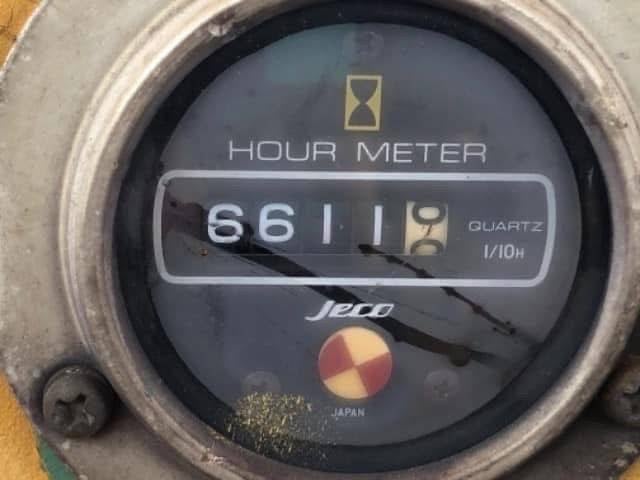 HOUR METER
6611
QUARTZ
1/10H
Jeco
JAPAN